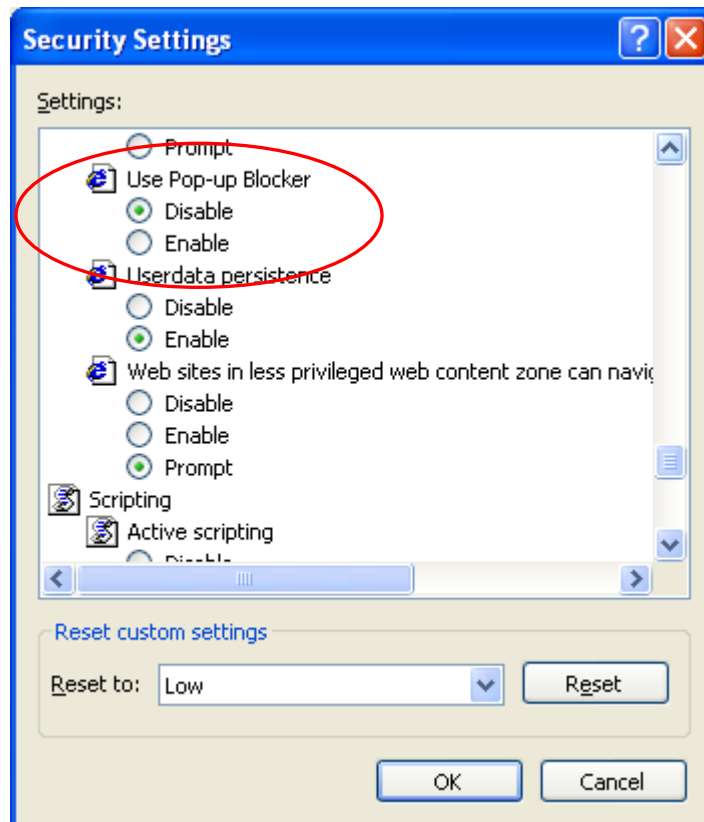 Security Settings
Settings:
Prompt
Use Pop-up Blocker
Disable
Enable
Userdata persistence
Disable
Enable
Web sites in less privileged web content zone can navig
Disable
Enable
Prompt
Scripting
Active scripting
Disable
Reset custom settings
Reset to: Low Reset
OK Cancel